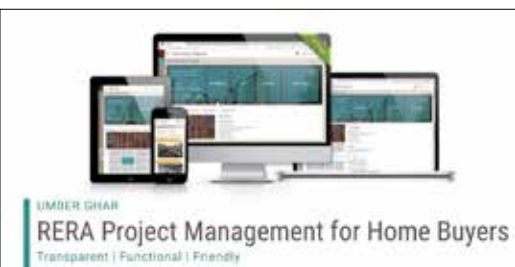 UMBER GHAR
RERA Project Management for Home Buyers
Transparent | Functional | Friendly